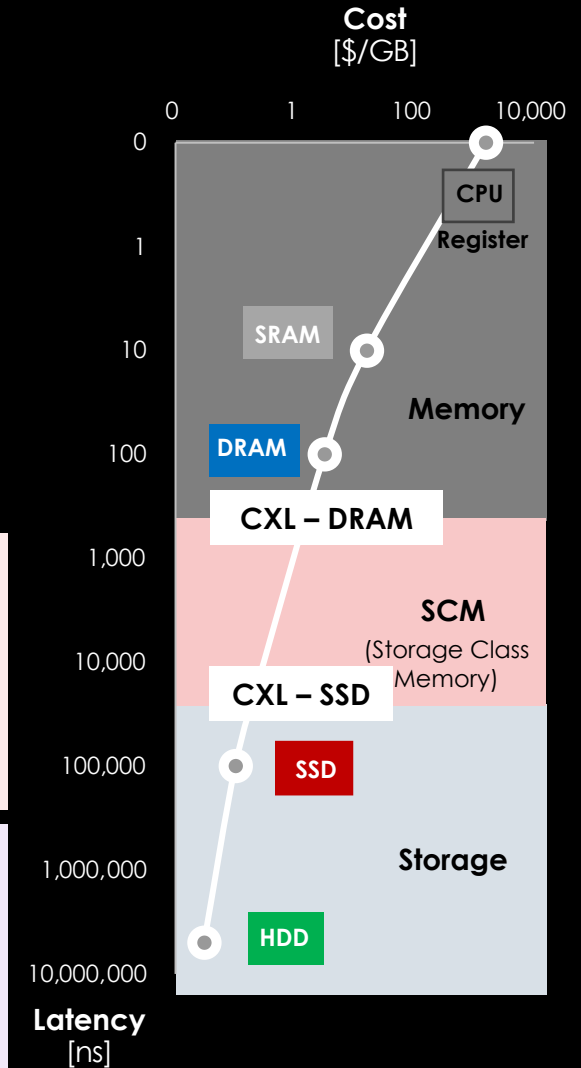 Cost
[$/GB]
0 1 100 10,000
0
CPU
Register
1
SRAM
10
Memory
DRAM
100
CXL – DRAM
1,000
SCM
(Storage Class
Memory)
10,000
CXL – SSD
100,000
SSD
Storage
1,000,000
HDD
10,000,000
Latency
[ns]